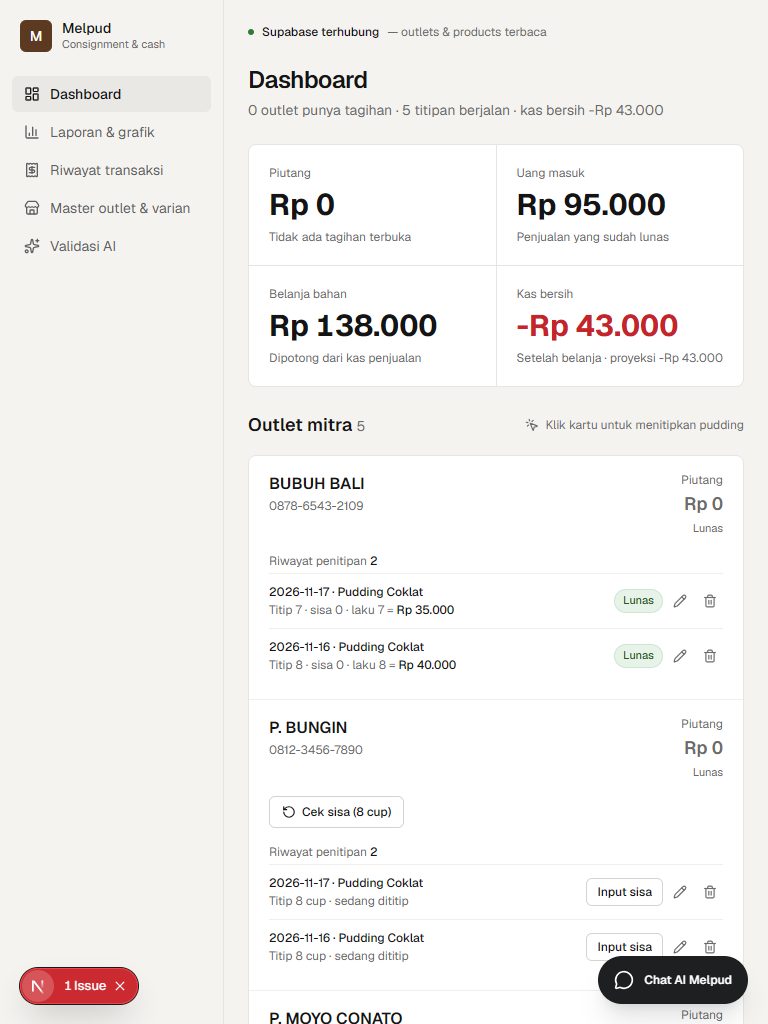 M
Melpud
Consignment & cash
Dashboard
Laporan & grafik
Riwayat transaksi
Master outlet & varian
Validasi AI
Supabase terhubung — outlets & products terbaca
Dashboard
0 outlet punya tagihan · 5 titipan berjalan · kas bersih -Rp 43.000
Piutang
Rp 0
Tidak ada tagihan terbuka
Uang masuk
Rp 95.000
Penjualan yang sudah lunas
Belanja bahan
Rp 138.000
Dipotong dari kas penjualan
Kas bersih
-Rp 43.000
Setelah belanja · proyeksi -Rp 43.000
Outlet mitra 5
Klik kartu untuk menitipkan pudding
BUBUH BALI
0878-6543-2109
Piutang
Rp 0
Lunas
Riwayat penitipan 2
2026-11-17 · Pudding Coklat
Titip 7 · sisa 0 · laku 7 = Rp 35.000
Lunas
2026-11-16 · Pudding Coklat
Titip 8 · sisa 0 · laku 8 = Rp 40.000
Lunas
P. BUNGIN
0812-3456-7890
Piutang
Rp 0
Lunas
Cek sisa (8 cup)
Riwayat penitipan 2
2026-11-17 · Pudding Coklat
Titip 8 cup · sedang dititip
Input sisa
2026-11-16 · Pudding Coklat
Titip 8 cup · sedang dititip
Input sisa
P. MOYO CONATO
Piutang
N
1 Issue
Chat AI Melpud